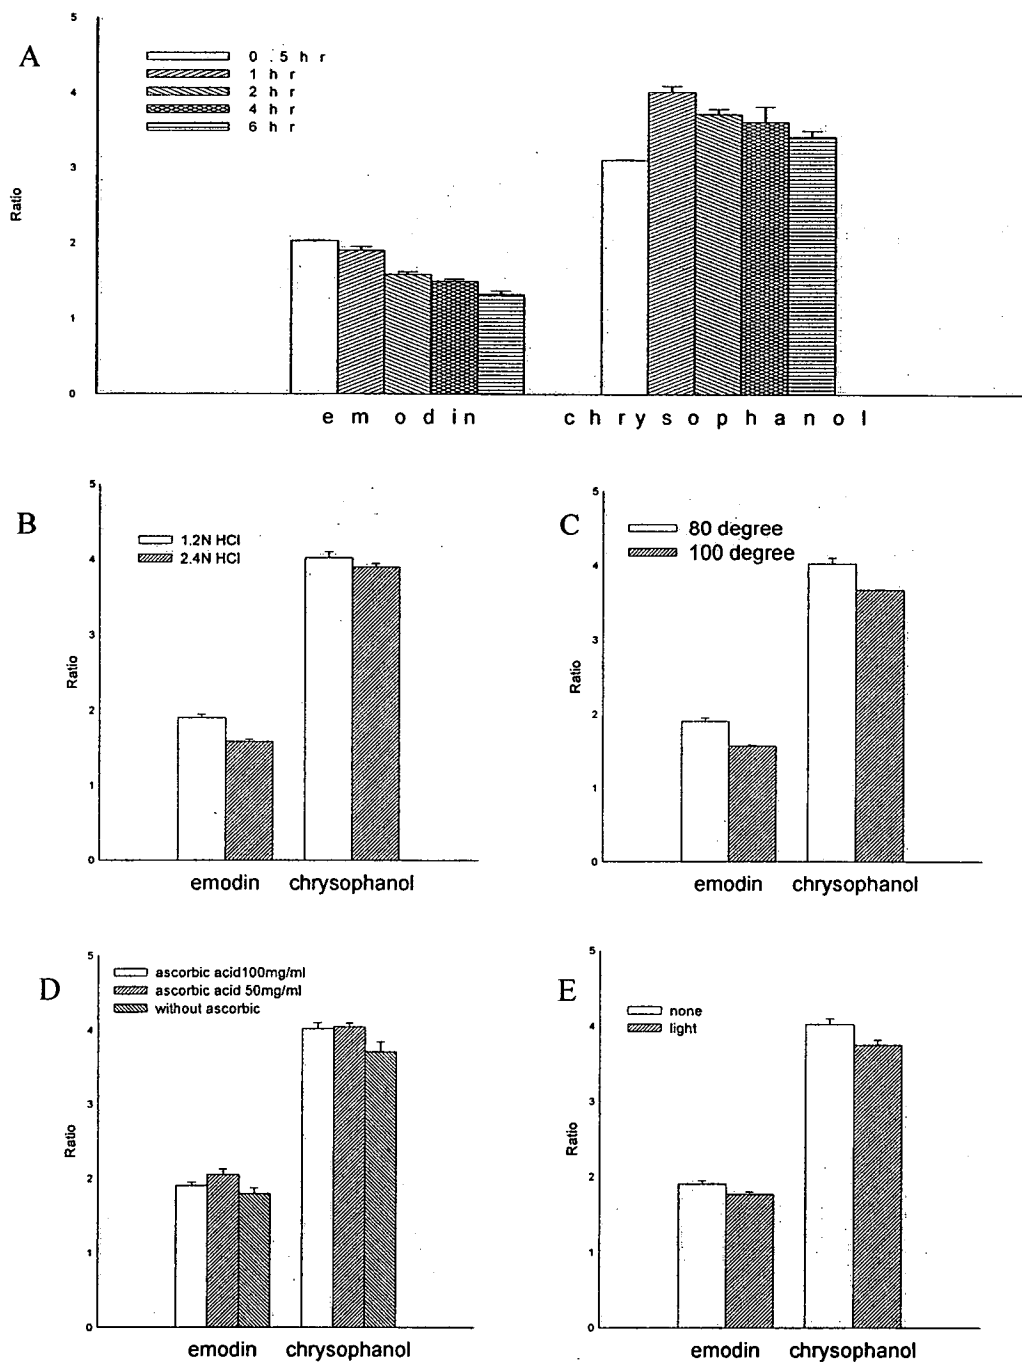 A
5
4
3
2
1
0
Ratio
0 . 5 h r
1 h r
2 h r
4 h r
6 h r
e m o d i n c h r y s o p h a n o l
B
5
4
3
2
1
0
Ratio
1.2N HCl
2.4N HCl
emodin chrysophanol
C
5
4
3
2
1
0
Ratio
80 degree
100 degree
emodin chrysophanol
D
5
4
3
2
1
0
Ratio
ascorbic acid100mg/ml
ascorbic acid 50mg/ml
without ascorbic
emodin chrysophanol
E
5
4
3
2
1
0
Ratio
none
light
emodin chrysophanol